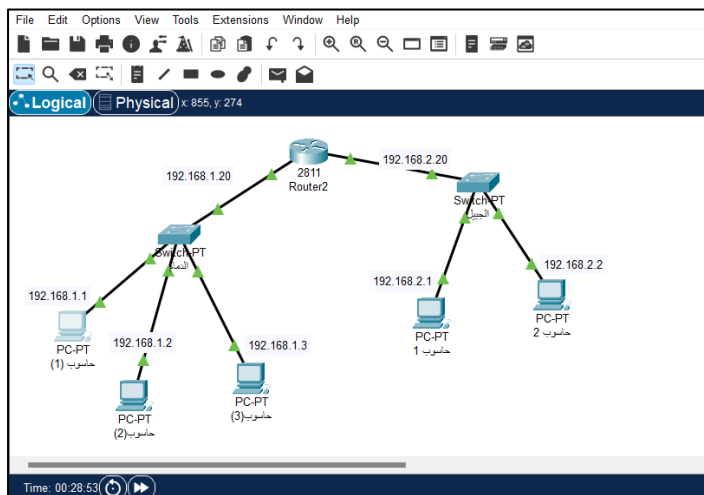 File Edit Options View Tools Extensions Window Help
Logical Physical x: 855, y: 274
192.168.1.20
2811
Router2
192.168.2.20
Switch-PT
النماء
Switch-PT
الجبيل
192.168.1.1
PC-PT
حاسوب (1)
192.168.1.2
PC-PT
حاسوب(2)
192.168.1.3
PC-PT
حاسوب(3)
192.168.2.1
PC-PT
حاسوب 1
192.168.2.2
PC-PT
حاسوب 2
Time: 00:28:53